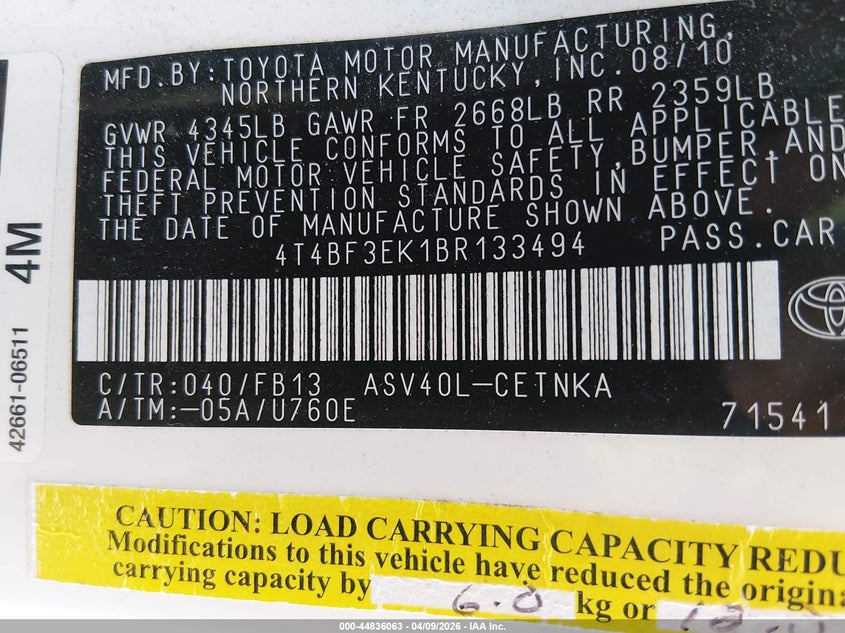 MFD.BY:TOYOTA MOTOR MANUFACTURING,
NORTHERN KENTUCKY,INC.08/10
GVWR 4345LB GAWR FR 2668LB RR 2359LB
THIS VEHICLE CONFORMS TO ALL APPLICABLE
FEDERAL MOTOR VEHICLE SAFETY,BUMPER,AND
THEFT PREVENTION STANDARDS IN EFFECT ON
THE DATE OF MANUFACTURE SHOWN ABOVE.
4T4BF3EK1BR133494 PASS.CAR
C/TR:040/FB13 ASV40L-CETNKA
A/TM:-05A/U760E 71541
42661-06511 4M
CAUTION: LOAD CARRYING CAPACITY REDU
Modifications to this vehicle have reduced the origina
carrying capacity by 6.0 kg or
000-44836063 - 04/09/2026 - IAA Inc.